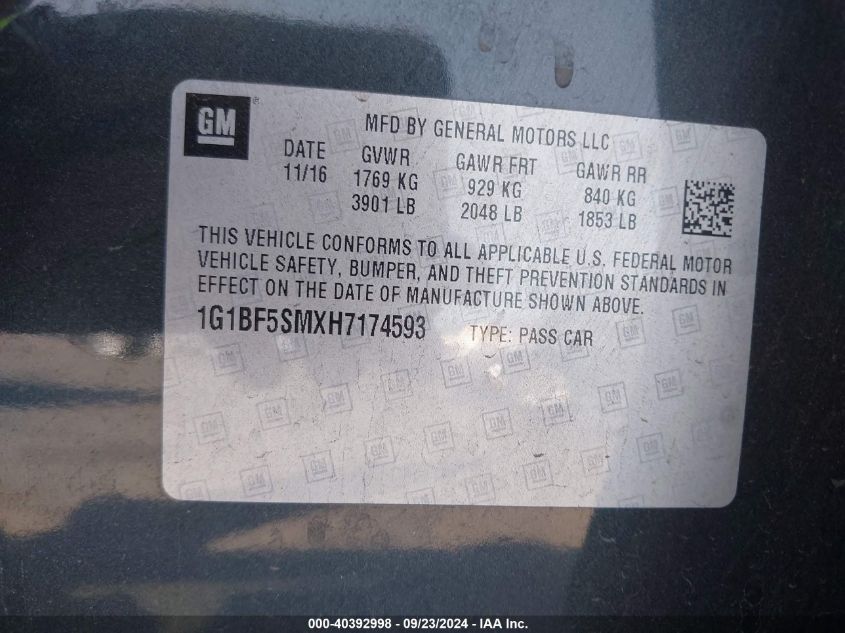 GM®
MFD BY GENERAL MOTORS LLC
DATE GVWR GAWR FRT GAWR RR
11/16 1769 KG 929 KG 840 KG
3901 LB 2048 LB 1853 LB
THIS VEHICLE CONFORMS TO ALL APPLICABLE U.S. FEDERAL MOTOR
VEHICLE SAFETY, BUMPER, AND THEFT PREVENTION STANDARDS IN
EFFECT ON THE DATE OF MANUFACTURE SHOWN ABOVE.
1G1BF5SMXH7174593 TYPE: PASS CAR
000-40392998 - 09/23/2024 - IAA Inc.